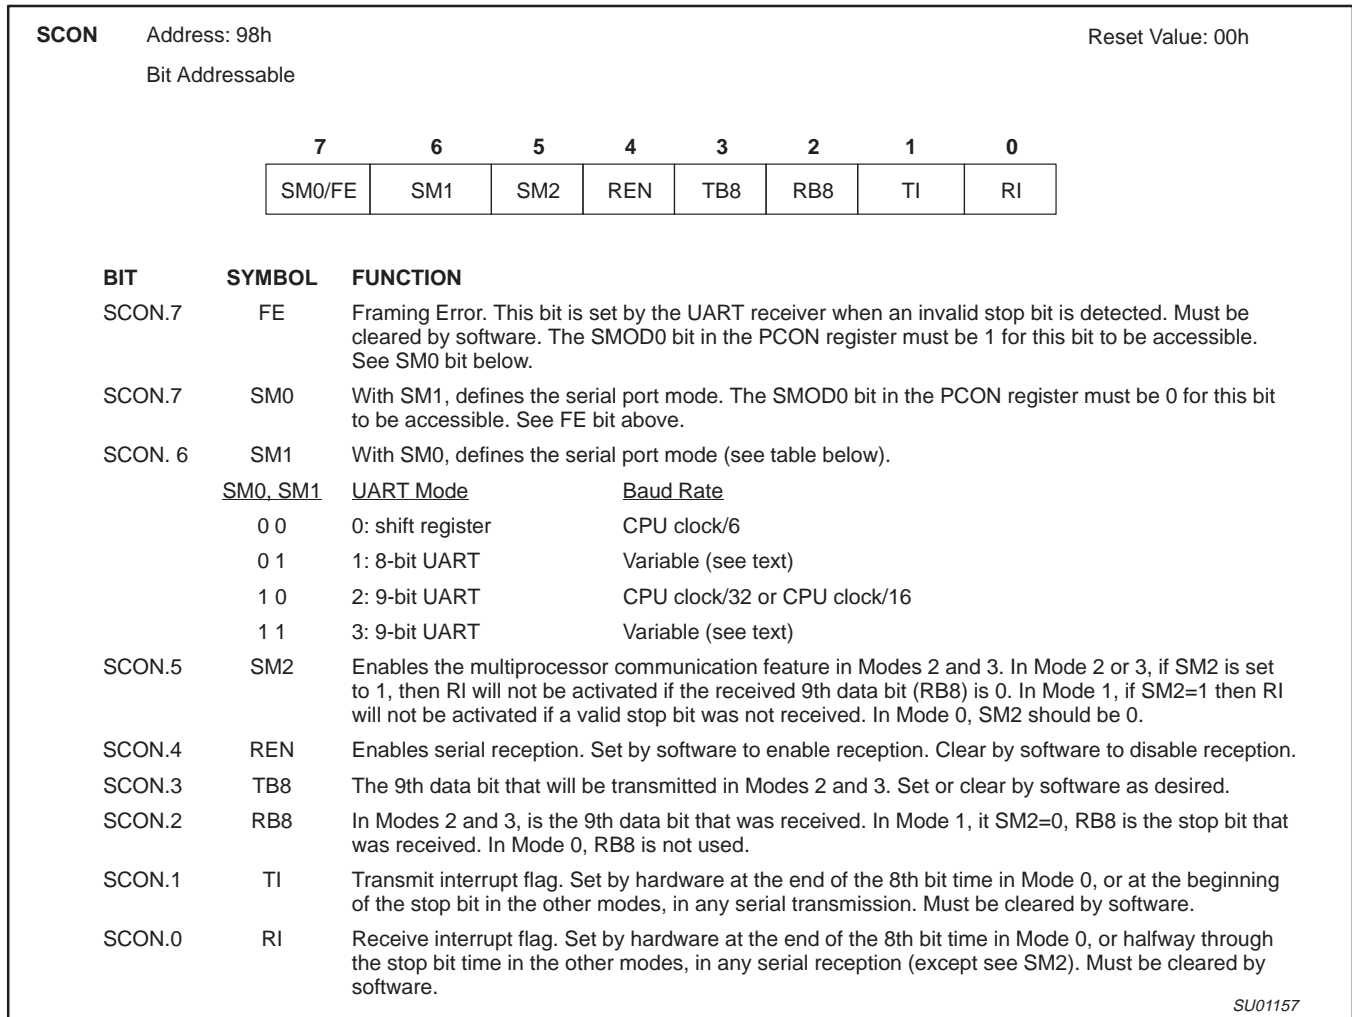 SCON Address: 98h Reset Value: 00h
Bit Addressable
7 6 5 4 3 2 1 0
SM0/FE SM1 SM2 REN TB8 RB8 TI RI
BIT SYMBOL FUNCTION
SCON.7 FE Framing Error. This bit is set by the UART receiver when an invalid stop bit is detected. Must be
cleared by software. The SMOD0 bit in the PCON register must be 1 for this bit to be accessible.
See SM0 bit below.
SCON.7 SM0 With SM1, defines the serial port mode. The SMOD0 bit in the PCON register must be 0 for this bit
to be accessible. See FE bit above.
SCON. 6 SM1 With SM0, defines the serial port mode (see table below).
SM0, SM1 UART Mode Baud Rate
0 0 0: shift register CPU clock/6
0 1 1: 8-bit UART Variable (see text)
1 0 2: 9-bit UART CPU clock/32 or CPU clock/16
1 1 3: 9-bit UART Variable (see text)
SCON.5 SM2 Enables the multiprocessor communication feature in Modes 2 and 3. In Mode 2 or 3, if SM2 is set
to 1, then RI will not be activated if the received 9th data bit (RB8) is 0. In Mode 1, if SM2=1 then RI
will not be activated if a valid stop bit was not received. In Mode 0, SM2 should be 0.
SCON.4 REN Enables serial reception. Set by software to enable reception. Clear by software to disable reception.
SCON.3 TB8 The 9th data bit that will be transmitted in Modes 2 and 3. Set or clear by software as desired.
SCON.2 RB8 In Modes 2 and 3, is the 9th data bit that was received. In Mode 1, it SM2=0, RB8 is the stop bit that
was received. In Mode 0, RB8 is not used.
SCON.1 TI Transmit interrupt flag. Set by hardware at the end of the 8th bit time in Mode 0, or at the beginning
of the stop bit in the other modes, in any serial transmission. Must be cleared by software.
SCON.0 RI Receive interrupt flag. Set by hardware at the end of the 8th bit time in Mode 0, or halfway through
the stop bit time in the other modes, in any serial reception (except see SM2). Must be cleared by
software.
SU01157